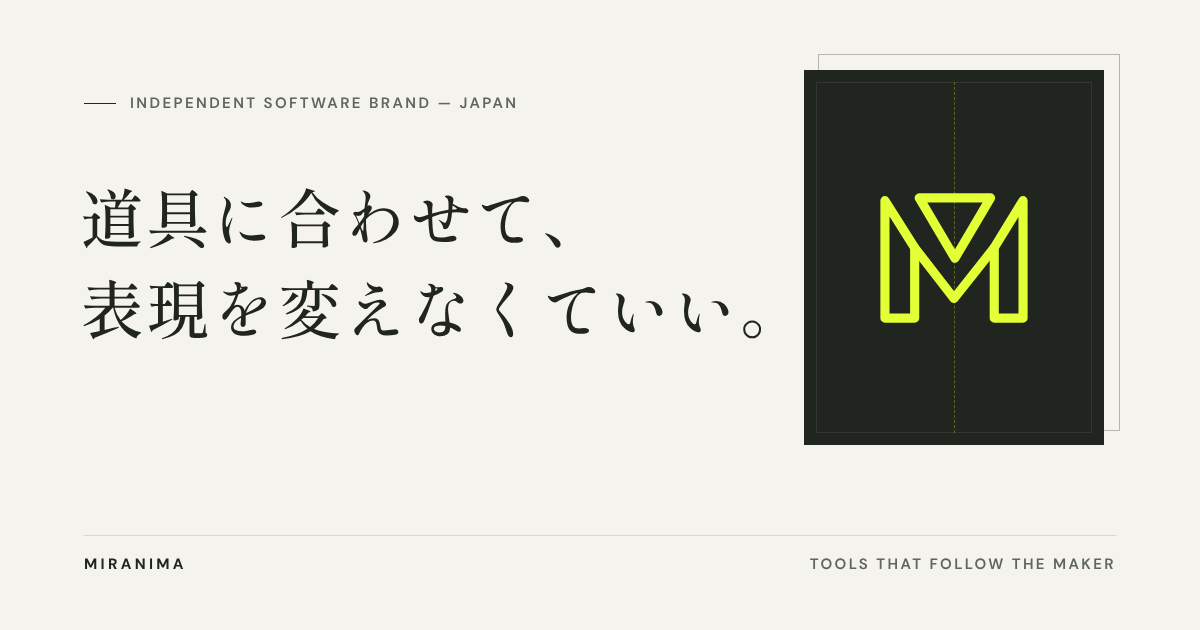 INDEPENDENT SOFTWARE BRAND — JAPAN
道具に合わせて、
表現を変えなくていい。
MIRANIMA
TOOLS THAT FOLLOW THE MAKER